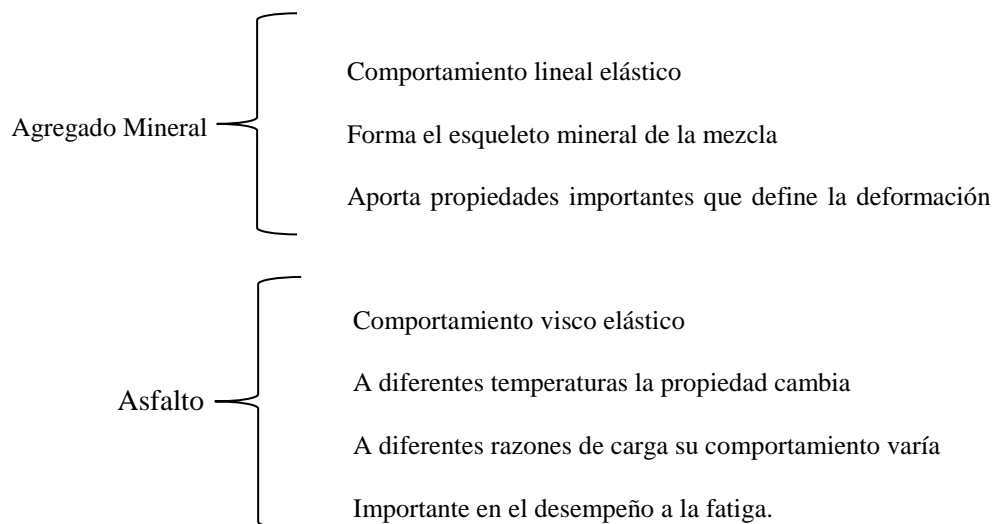 Comportamiento lineal elástico
Agregado Mineral
Forma el esqueleto mineral de la mezcla
Aporta propiedades importantes que define la deformación
Comportamiento visco elástico
A diferentes temperaturas la propiedad cambia
Asfalto
A diferentes razones de carga su comportamiento varía
Importante en el desempeño a la fatiga.